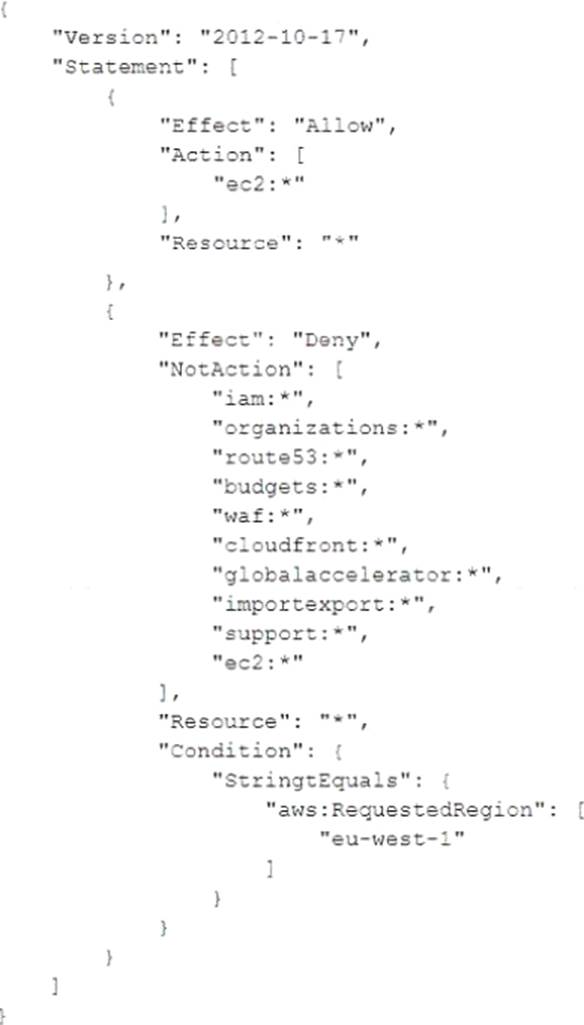 {
    "Version": "2012-10-17",
    "Statement": [
        {
            "Effect": "Allow",
            "Action": [
                "ec2:*"
            ],
            "Resource": "*"
        },
        {
            "Effect": "Deny",
            "NotAction": [
                "iam:*",
                "organizations:*",
                "route53:*",
                "budgets:*",
                "waf:*",
                "cloudfront:*",
                "globalaccelerator:*",
                "importexport:*",
                "support:*",
                "ec2:*"
            ],
            "Resource": "*",
            "Condition": {
                "StringtEquals": {
                    "aws:RequestedRegion": [
                        "eu-west-1"
                    ]
                }
            }
        }
    ]
}